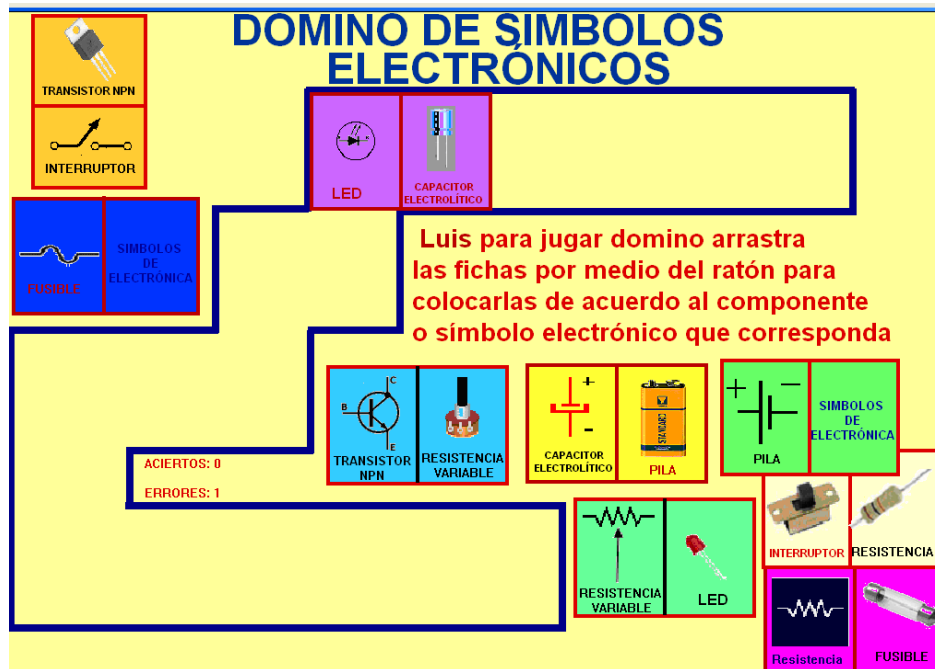 DOMINO DE SIMBOLOS
ELECTRÓNICOS
TRANSISTOR NPN
INTERRUPTOR
LED
CAPACITOR
ELECTROLÍTICO
FUSIBLE
SIMBOLOS
DE
ELECTRÓNICA
Luis para jugar domino arrastra
las fichas por medio del ratón para
colocarlas de acuerdo al componente
o símbolo electrónico que corresponda
B
C
E
TRANSISTOR
NPN
RESISTENCIA
VARIABLE
+
-
CAPACITOR
ELECTROLÍTICO
STANDARD
PILA
+
−
PILA
SIMBOLOS
DE
ELECTRÓNICA
ACIERTOS: 0
ERRORES: 1
INTERRUPTOR
RESISTENCIA
RESISTENCIA
VARIABLE
LED
Resistencia
FUSIBLE